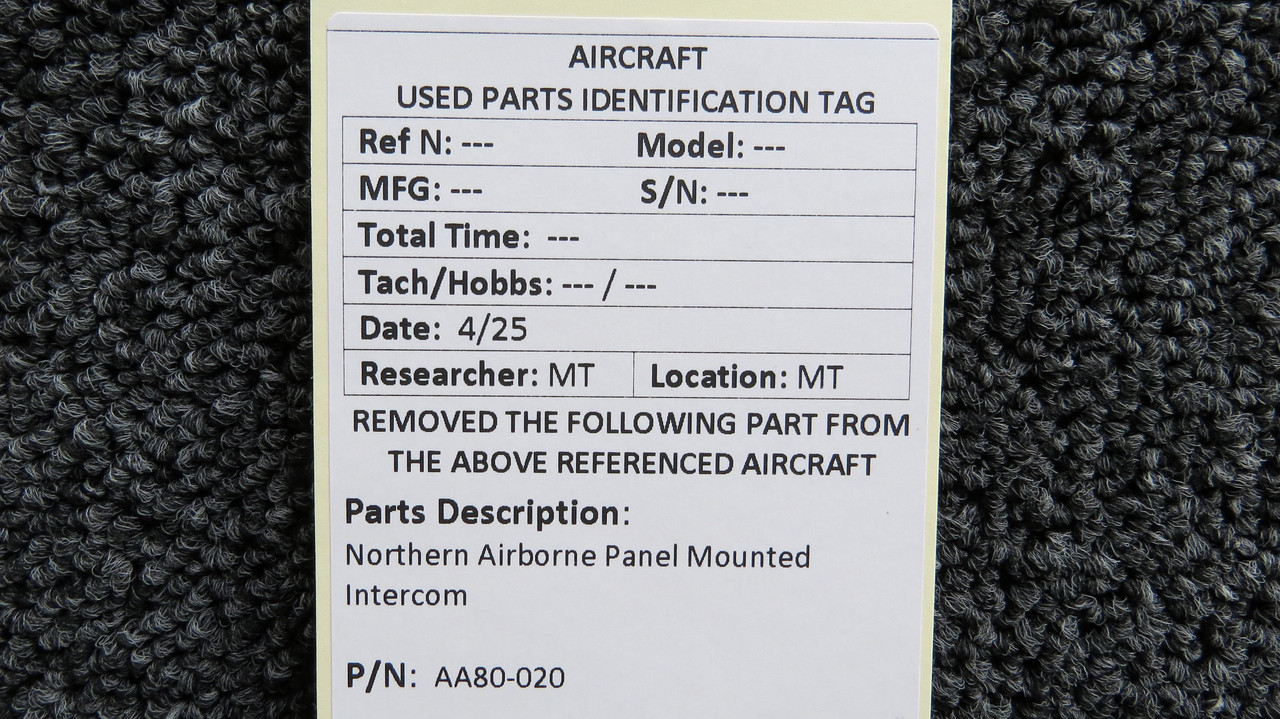 AIRCRAFT
USED PARTS IDENTIFICATION TAG
Ref N: --- Model: ---
MFG: --- S/N: ---
Total Time: ---
Tach/Hobbs: --- / ---
Date: 4/25
Researcher: MT Location: MT
REMOVED THE FOLLOWING PART FROM
THE ABOVE REFERENCED AIRCRAFT
Parts Description:
Northern Airborne Panel Mounted
Intercom
P/N: AA80-020